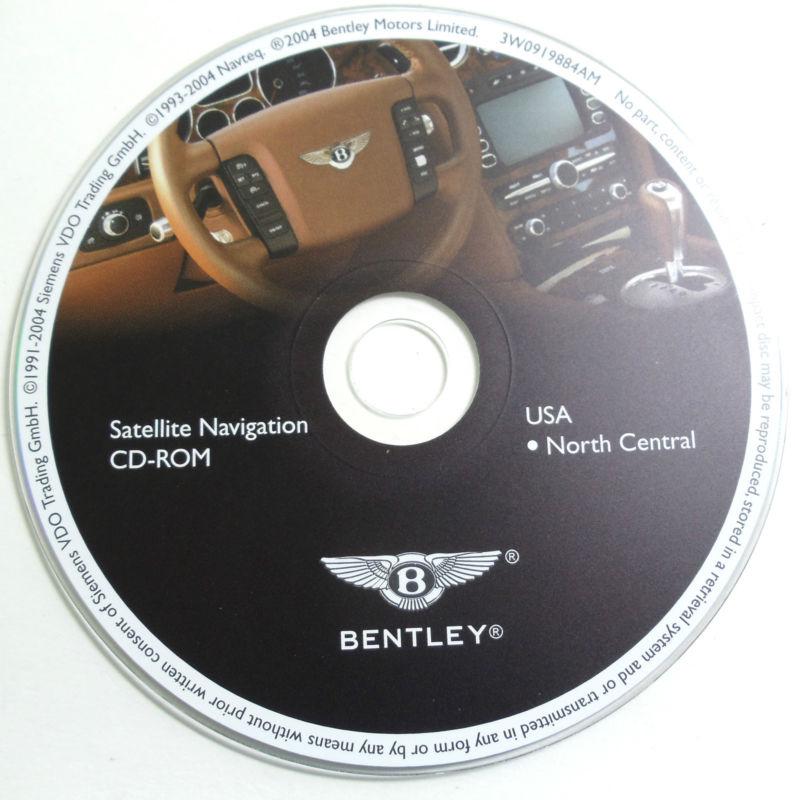 ©1991-2004 Siemens VDO Trading GmbH. ©1993-2004 Navteq. ®2004 Bentley Motors Limited. 3W0919884AM No part, content or compact disc may be reproduced, stored in a retrieval system and or transmitted in any form or by any means without prior written consent of Siemens VDO Trading GmbH.
Satellite Navigation
CD-ROM
USA
• North Central
B
®
BENTLEY®